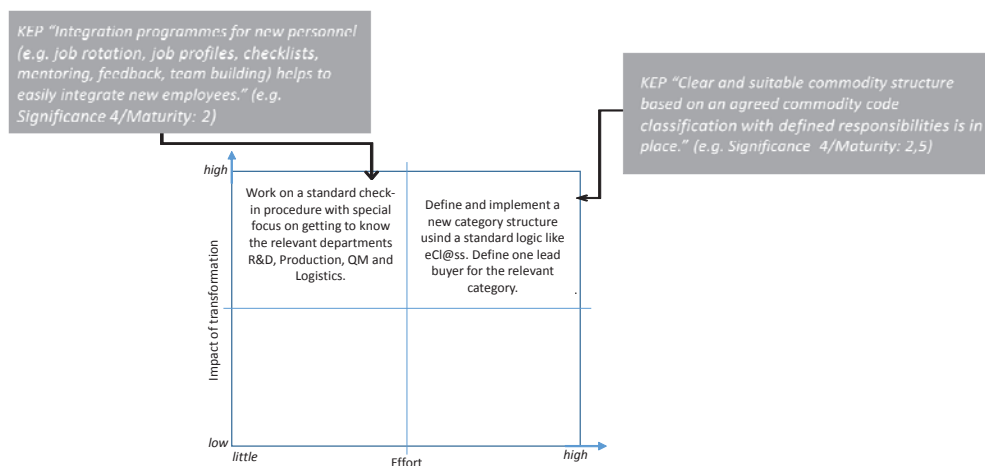 KEP “Integration programmes for new personnel
(e.g. job rotation, job profiles, checklists,
mentoring, feedback, team building) helps to
easily integrate new employees.” (e.g.
Significance 4/Maturity: 2)
KEP “Clear and suitable commodity structure
based on an agreed commodity code
classification with defined responsibilities is in
place.” (e.g. Significance 4/Maturity: 2,5)
high
Work on a standard check-
in procedure with special
focus on getting to know
the relevant departments
R&D, Production, QM and
Logistics.
Define and implement a
new category structure
usind a standard logic like
eCl@ss. Define one lead
buyer for the relevant
category.
.
Impact of transformation
low
little
Effort
high